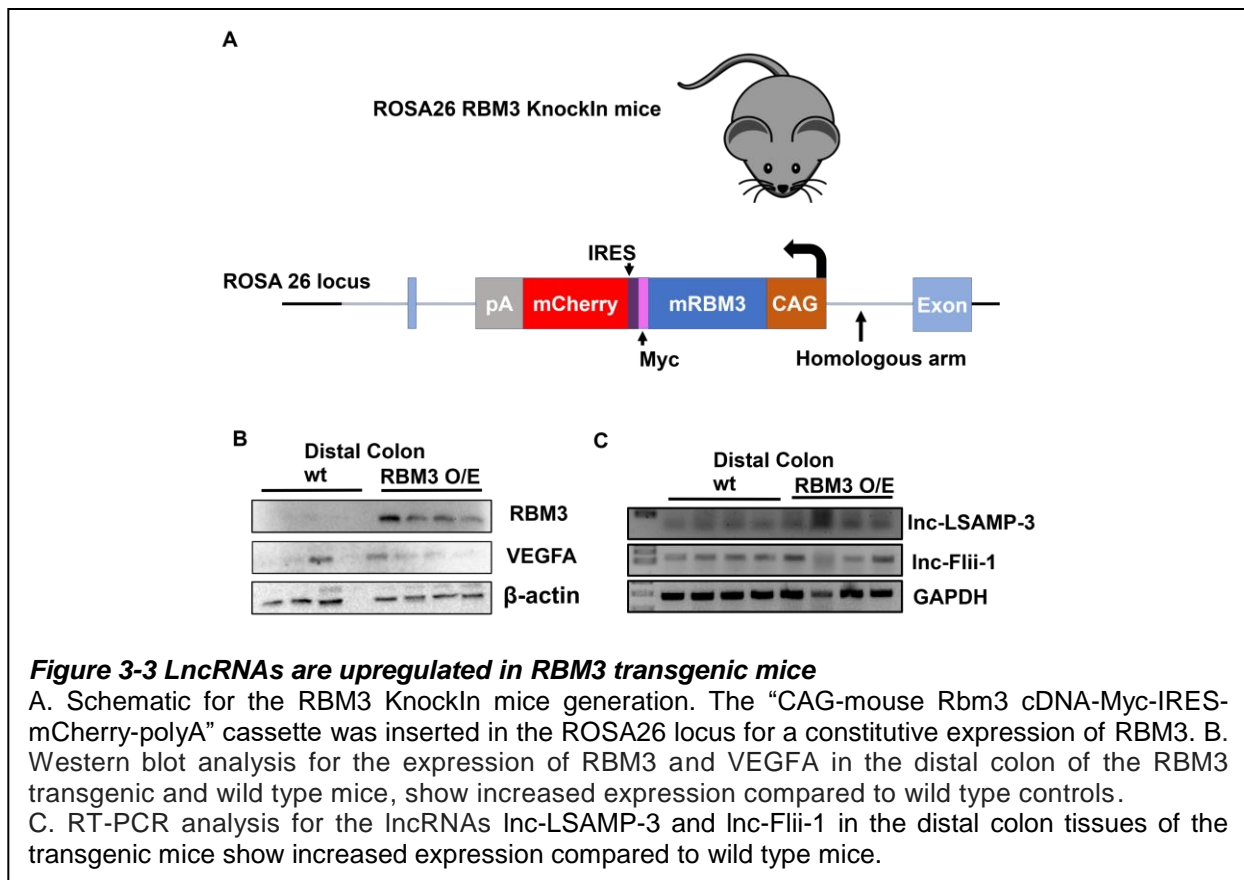 A
ROSA26 RBM3 KnockIn mice
IRES
ROSA 26 locus
pA
mCherry
mRBM3
CAG
Exon
Myc
Homologous arm
B
Distal Colon
wt
RBM3 O/E
RBM3
VEGFA
β-actin
C
Distal Colon
wt
RBM3 O/E
lnc-LSAMP-3
lnc-Flii-1
GAPDH
Figure 3-3 LncRNAs are upregulated in RBM3 transgenic mice
A. Schematic for the RBM3 KnockIn mice generation. The “CAG-mouse Rbm3 cDNA-Myc-IRES-
mCherry-polyA” cassette was inserted in the ROSA26 locus for a constitutive expression of RBM3. B.
Western blot analysis for the expression of RBM3 and VEGFA in the distal colon of the RBM3
transgenic and wild type mice, show increased expression compared to wild type controls.
C. RT-PCR analysis for the lncRNAs lnc-LSAMP-3 and lnc-Flii-1 in the distal colon tissues of the
transgenic mice show increased expression compared to wild type mice.